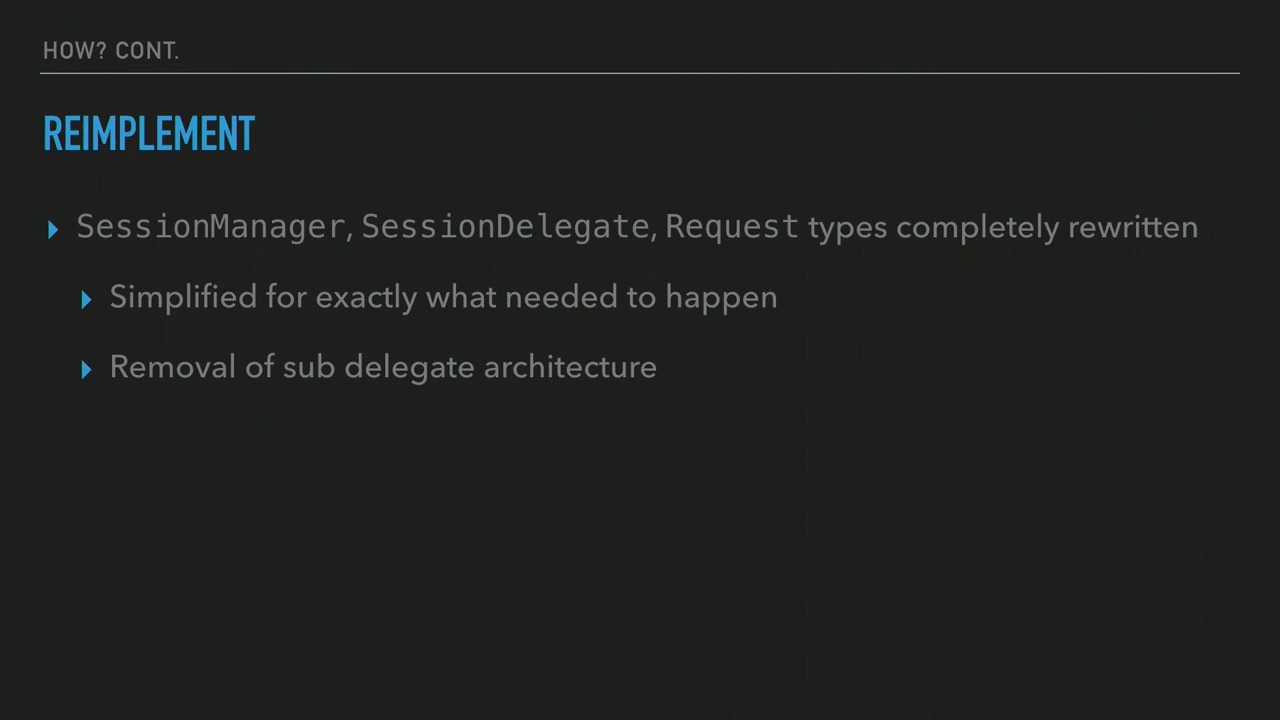 HOW? CONT.
REIMPLEMENT
SessionManager, SessionDelegate, Request types completely rewritten
Simplified for exactly what needed to happen
Removal of sub delegate architecture